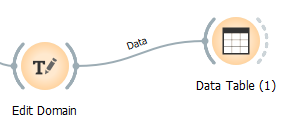 Data
Data Table (1)
Edit Domain